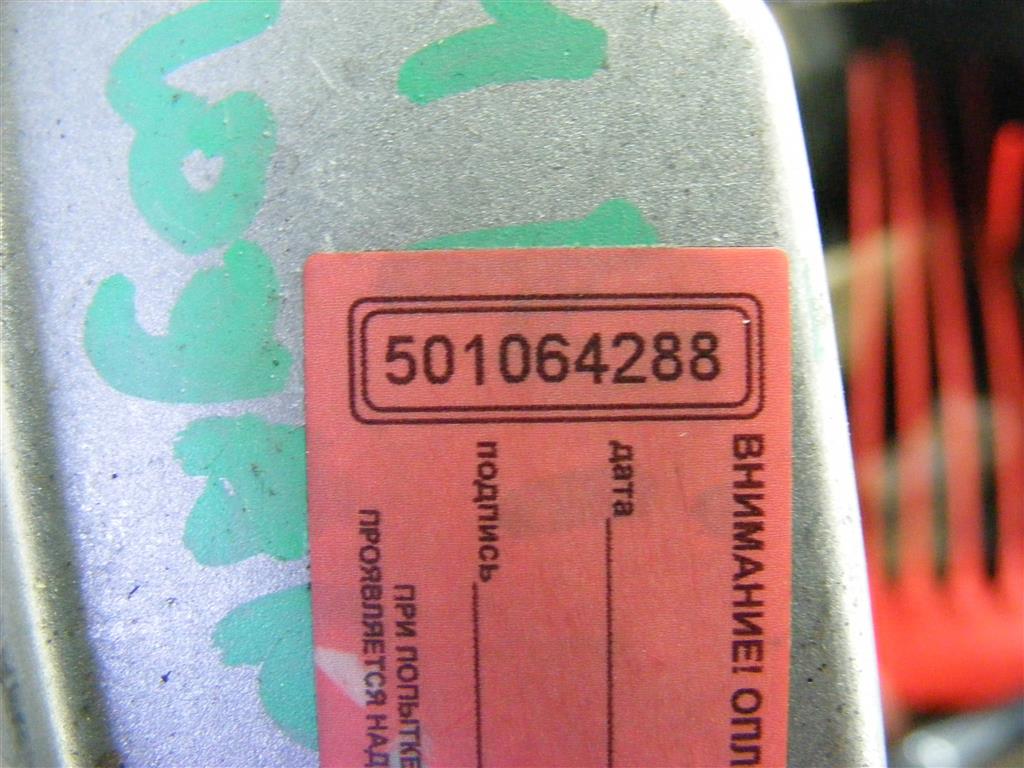 501064288
ВНИМАНИЕ! ОПЛ
дата
подпись
ПРИ ПОПЫТКЕ
ПРОЯВЛЯЕТСЯ НАД